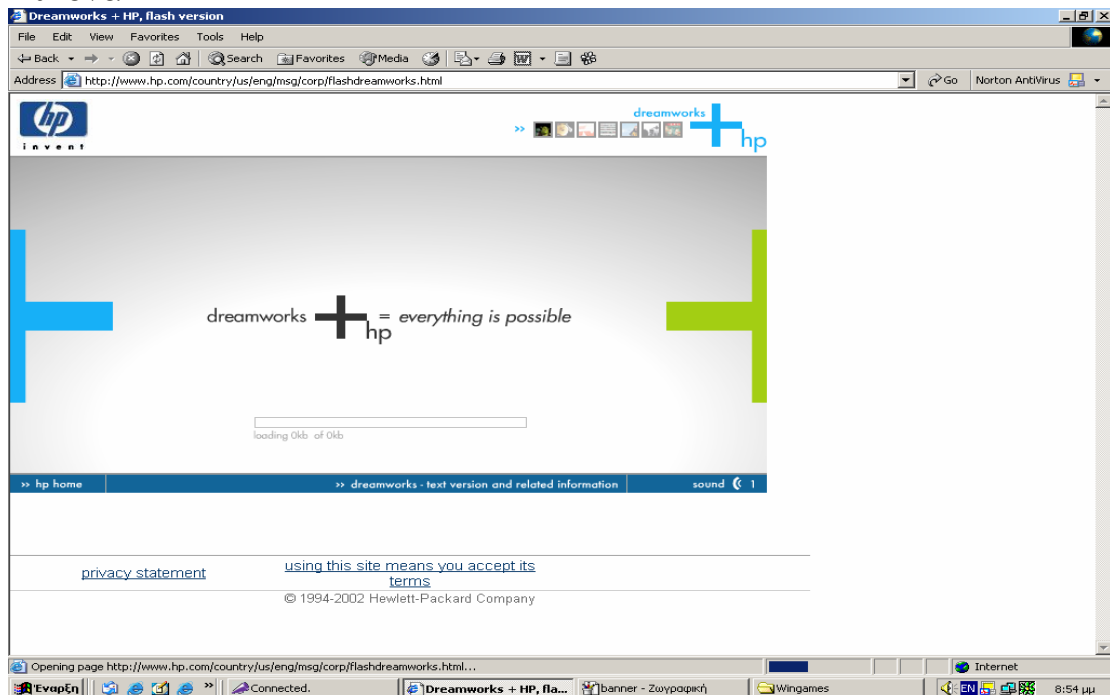 Dreamworks + HP, flash version
File Edit View Favorites Tools Help
Back Search Favorites Media
Address http://www.hp.com/country/us/eng/msg/corp/flashdreamworks.html Go Norton AntiVirus
hp
invent
>> dreamworks
hp
dreamworks + hp = everything is possible
loading 0kb of 0kb
>> hp home >> dreamworks - text version and related information sound 1
privacy statement using this site means you accept its
terms
© 1994-2002 Hewlett-Packard Company
Opening page http://www.hp.com/country/us/eng/msg/corp/flashdreamworks.html... Internet
Έναρξη >> Connected. Dreamworks + HP, fla... banner - Ζωγραφική Wingames EN 8:54 μμ